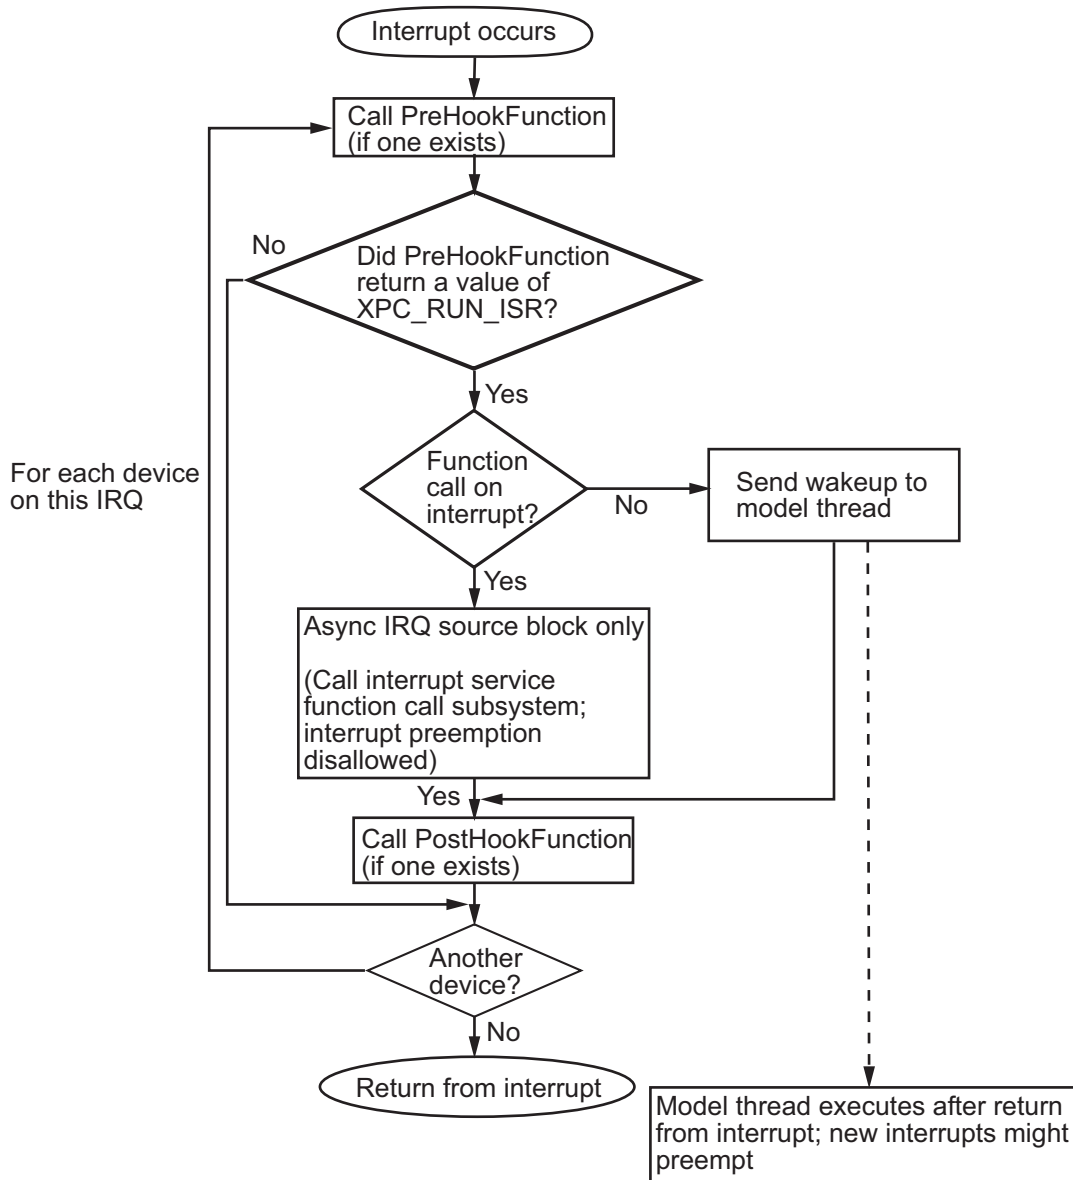 Interrupt occurs
Call PreHookFunction
(if one exists)
No
Did PreHookFunction
return a value of
XPC_RUN_ISR?
Yes
For each device
on this IRQ
Function
call on
interrupt?
No
Send wakeup to
model thread
Yes
Async IRQ source block only
(Call interrupt service
function call subsystem;
interrupt preemption
disallowed)
Yes
Call PostHookFunction
(if one exists)
Another
device?
No
Return from interrupt
Model thread executes after return
from interrupt; new interrupts might
preempt